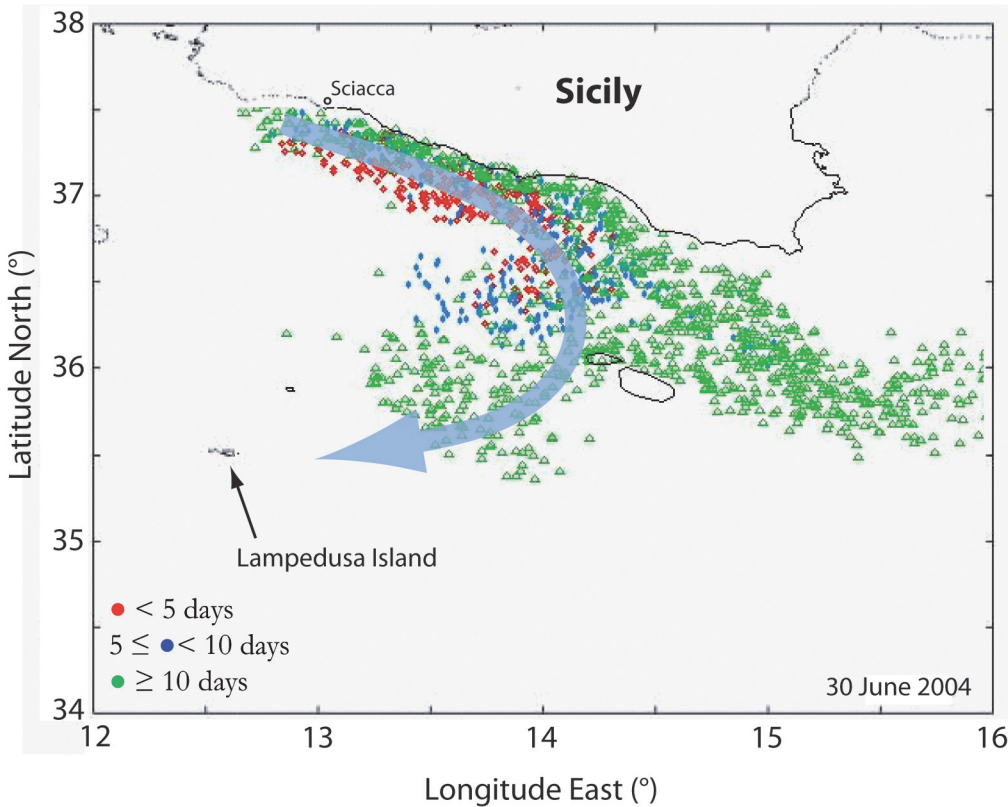 38
37
36
35
34
Latitude North (°)
Sciacca
Sicily
Lampedusa Island
< 5 days
5 ≤ < 10 days
≥ 10 days
30 June 2004
12 13 14 15 16
Longitude East (°)